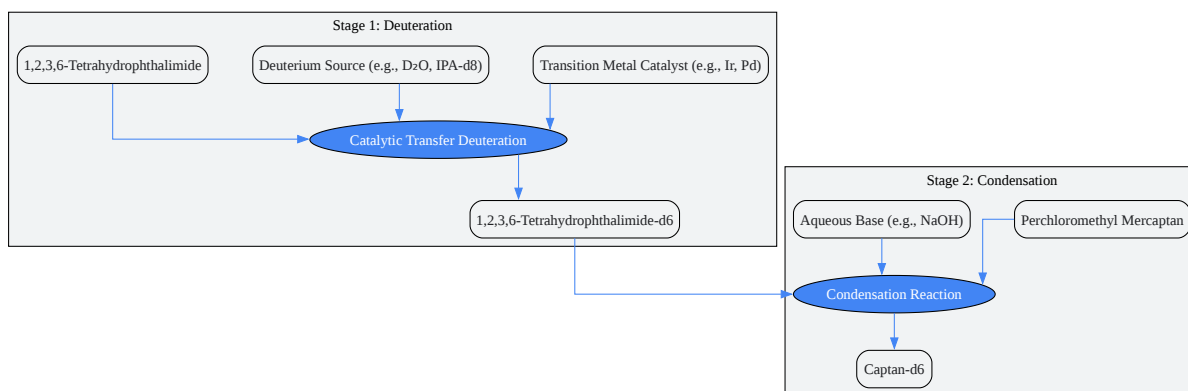 Stage 1: Deuteration
1,2,3,6-Tetrahydrophthalimide
Deuterium Source (e.g., D₂O, IPA-d8)
Transition Metal Catalyst (e.g., Ir, Pd)
Catalytic Transfer Deuteration
1,2,3,6-Tetrahydrophthalimide-d6
Stage 2: Condensation
Aqueous Base (e.g., NaOH)
Perchloromethyl Mercaptan
Condensation Reaction
Captan-d6